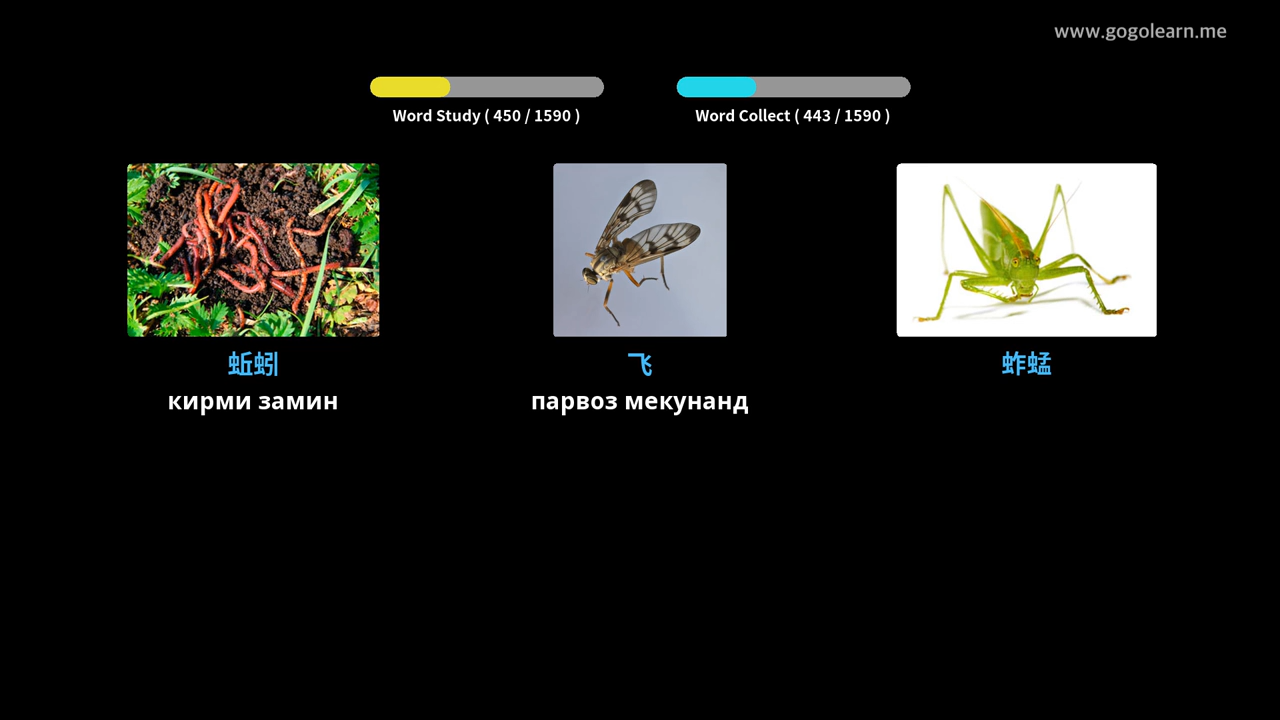 www.gogolearn.me
Word Study ( 450 / 1590 )
Word Collect ( 443 / 1590 )
蚯蚓
飞
蚱蜢
кирми замин
парвоз мекунанд